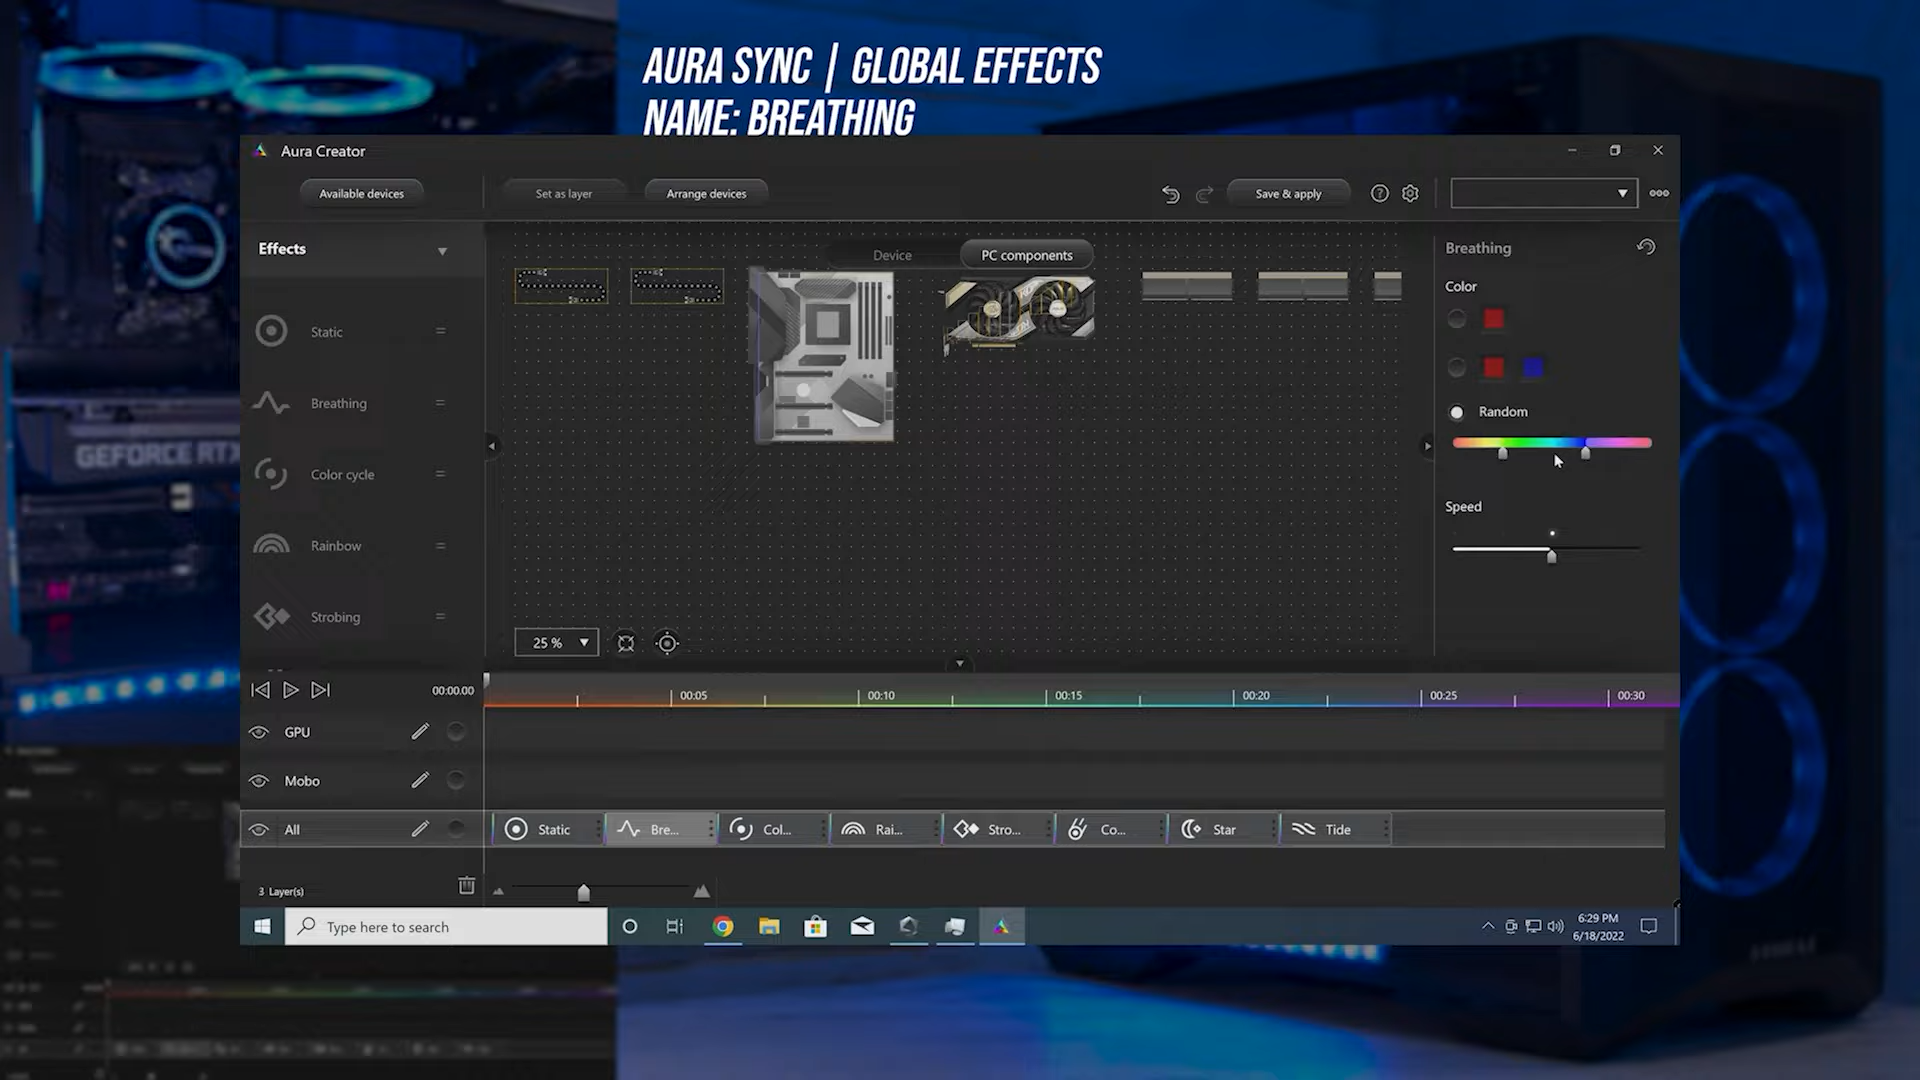 AURA SYNC | GLOBAL EFFECTS
NAME: BREATHING
Aura Creator
Available devices
Set as layer
Arrange devices
Save & apply
Effects
Device
PC components
Breathing
Color
Static
Breathing
Random
Color cycle
GEFORCE RTX
Speed
Rainbow
Strobing
25 %
00:00.00
00:05
00:10
00:15
00:20
00:25
00:30
GPU
Mobo
All
Static
Bre...
Col...
Rai...
Stro...
Co...
Star
Tide
3 Layer(s)
Type here to search
6:29 PM
6/18/2022